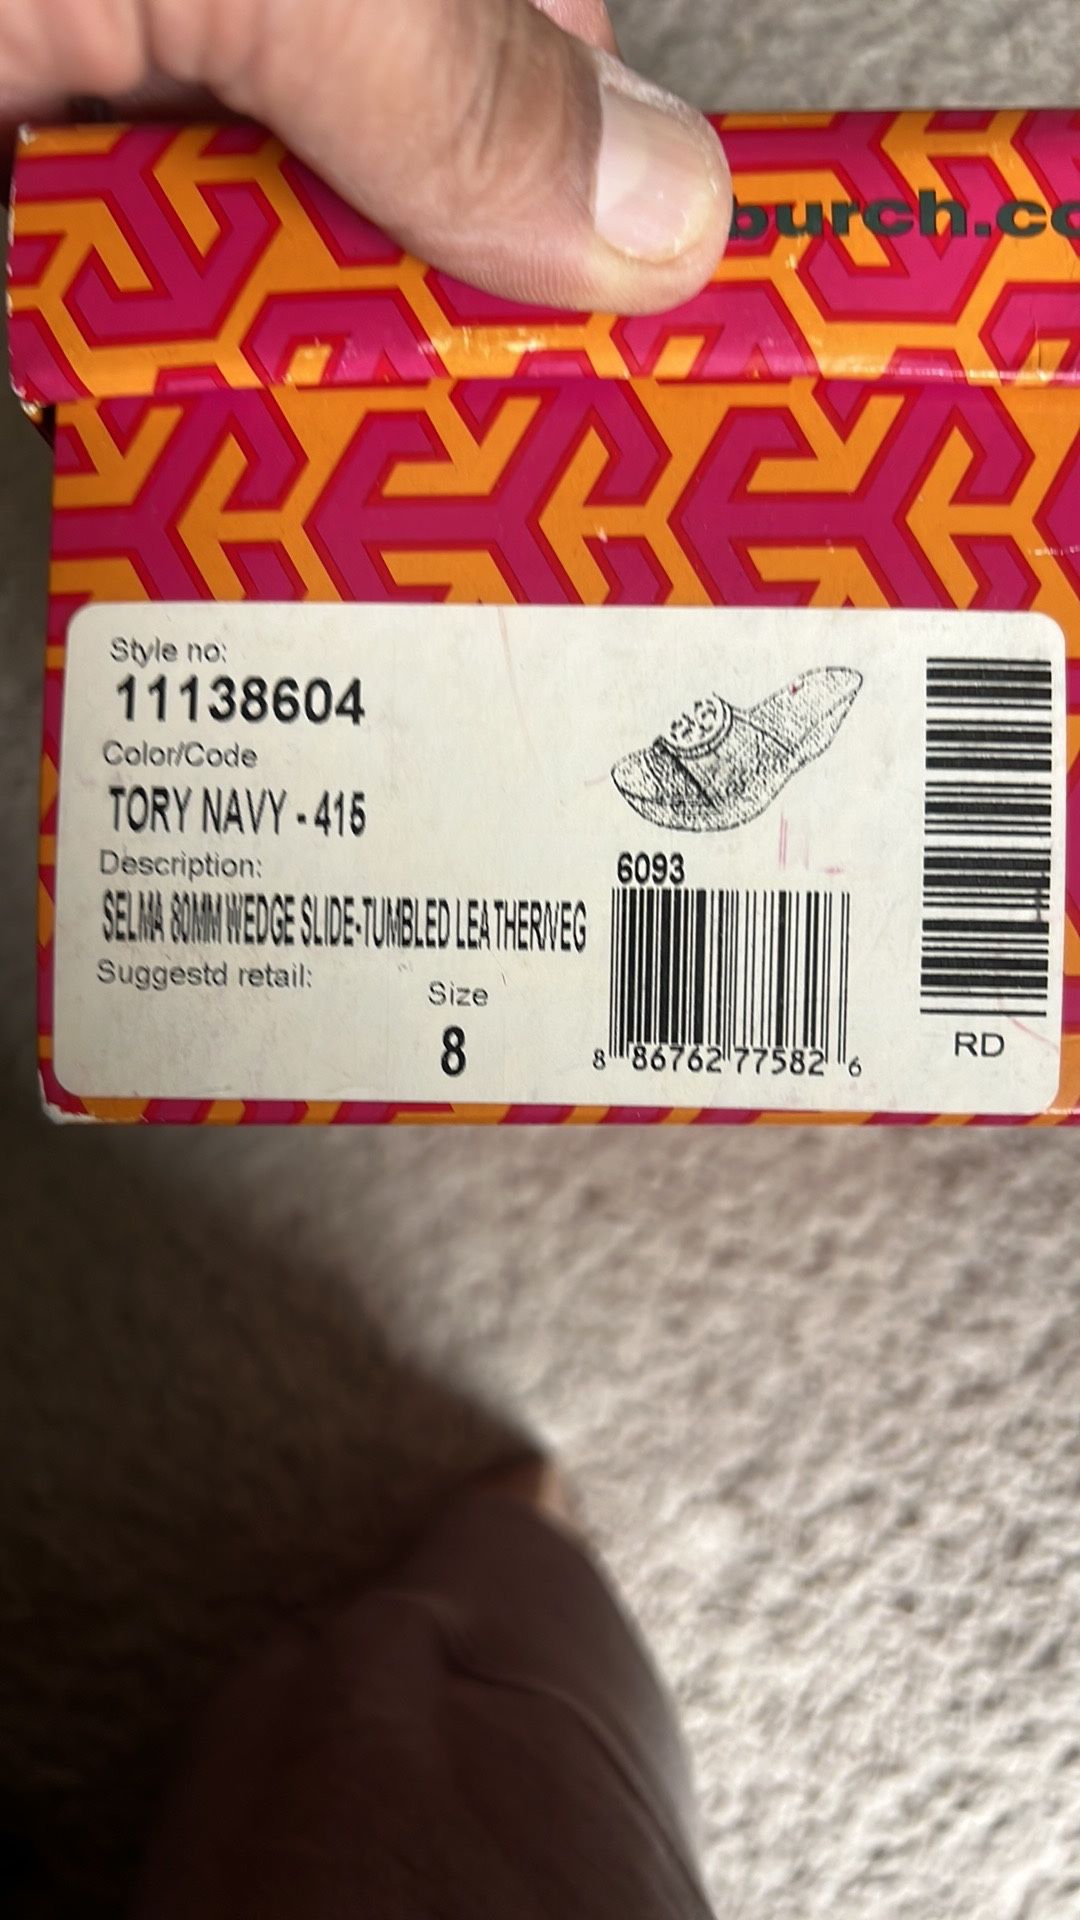 burch.co
Style no:
11138604
Color/Code
TORY NAVY - 415
Description:
SELMA 80MM WEDGE SLIDE-TUMBLED LEATHER/VEG
Suggestd retail:
Size
8
6093
8 86762 77582 6
RD